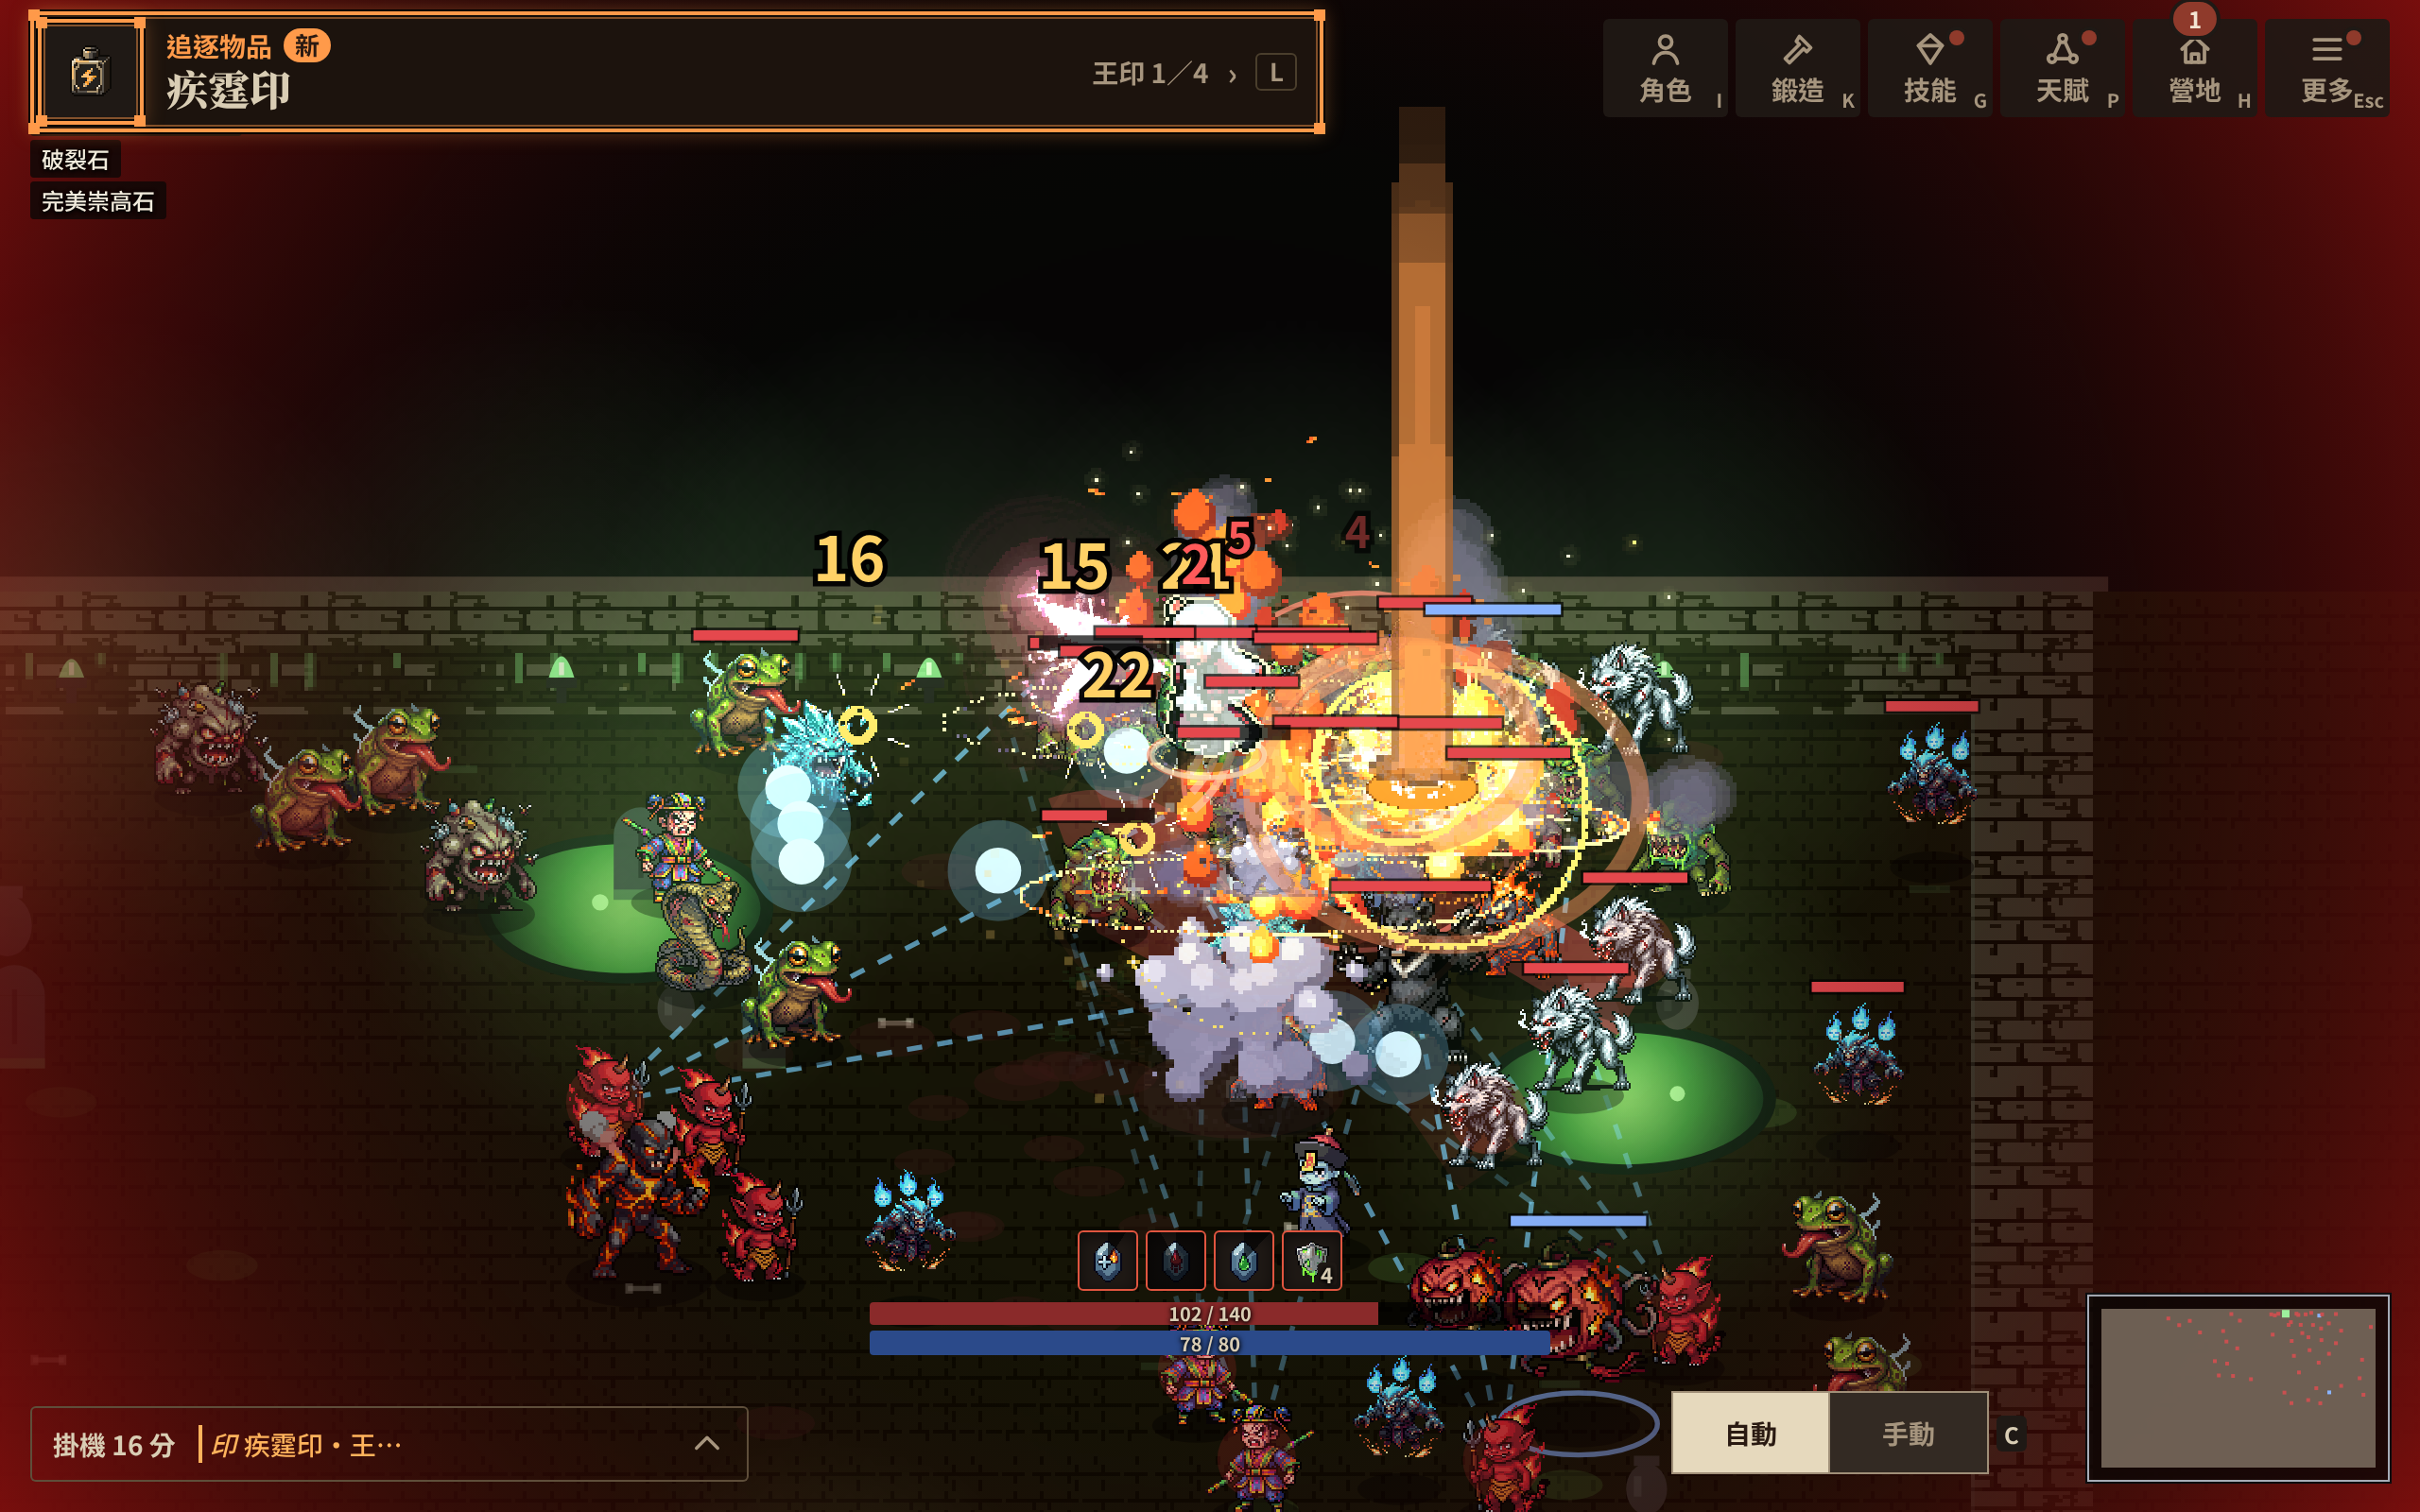 追逐物品 新
疾霆印
王印 1／4 › L
破裂石
完美崇高石
角色 I
鍛造 K
技能 G
天賦 P
1
營地 H
更多 Esc
16
15
2
5
4
22
4
102 / 140
78 / 80
掛機 16 分
印 疾霆印・王…
自動
手動
C